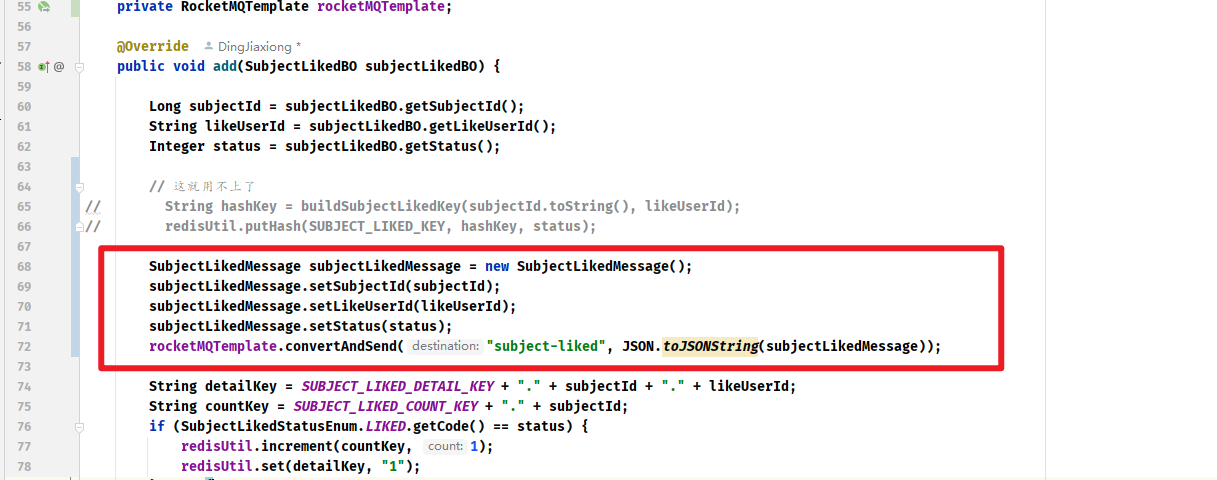 55 private RocketMQTemplate rocketMQTemplate;
56
57 @Override DingJiaxiong *
58 @ public void add(SubjectLikedBO subjectLikedBO) {
59
60 Long subjectId = subjectLikedBO.getSubjectId();
61 String likeUserId = subjectLikedBO.getLikeUserId();
62 Integer status = subjectLikedBO.getStatus();
63
64 // 这就用不上了
65 // String hashKey = buildSubjectLikedKey(subjectId.toString(), likeUserId);
66 // redisUtil.putHash(SUBJECT_LIKED_KEY, hashKey, status);
67
68 SubjectLikedMessage subjectLikedMessage = new SubjectLikedMessage();
69 subjectLikedMessage.setSubjectId(subjectId);
70 subjectLikedMessage.setLikeUserId(likeUserId);
71 subjectLikedMessage.setStatus(status);
72 rocketMQTemplate.convertAndSend( destination: "subject-liked", JSON.toJSONString(subjectLikedMessage));
73
74 String detailKey = SUBJECT_LIKED_DETAIL_KEY + "." + subjectId + "." + likeUserId;
75 String countKey = SUBJECT_LIKED_COUNT_KEY + "." + subjectId;
76 if (SubjectLikedStatusEnum.LIKED.getCode() == status) {
77 redisUtil.increment(countKey, count: 1);
78 redisUtil.set(detailKey, "1");